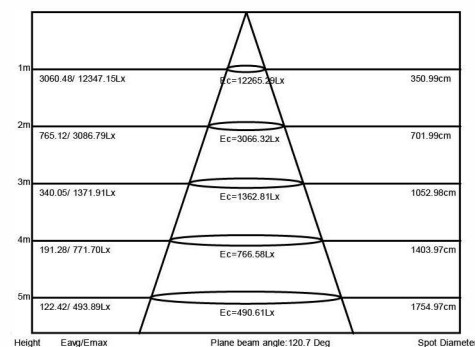 1m
3060.48/ 12347.15Lx
Ec=12265.29Lx
350.99cm
2m
765.12/ 3086.79Lx
Ec=3066.32Lx
701.99cm
3m
340.05/ 1371.91Lx
Ec=1362.81Lx
1052.98cm
4m
191.28/ 771.70Lx
Ec=766.58Lx
1403.97cm
5m
122.42/ 493.89Lx
Ec=490.61Lx
1754.97cm
Height Eavg/Emax Plane beam angle:120.7 Deg Spot Diamete